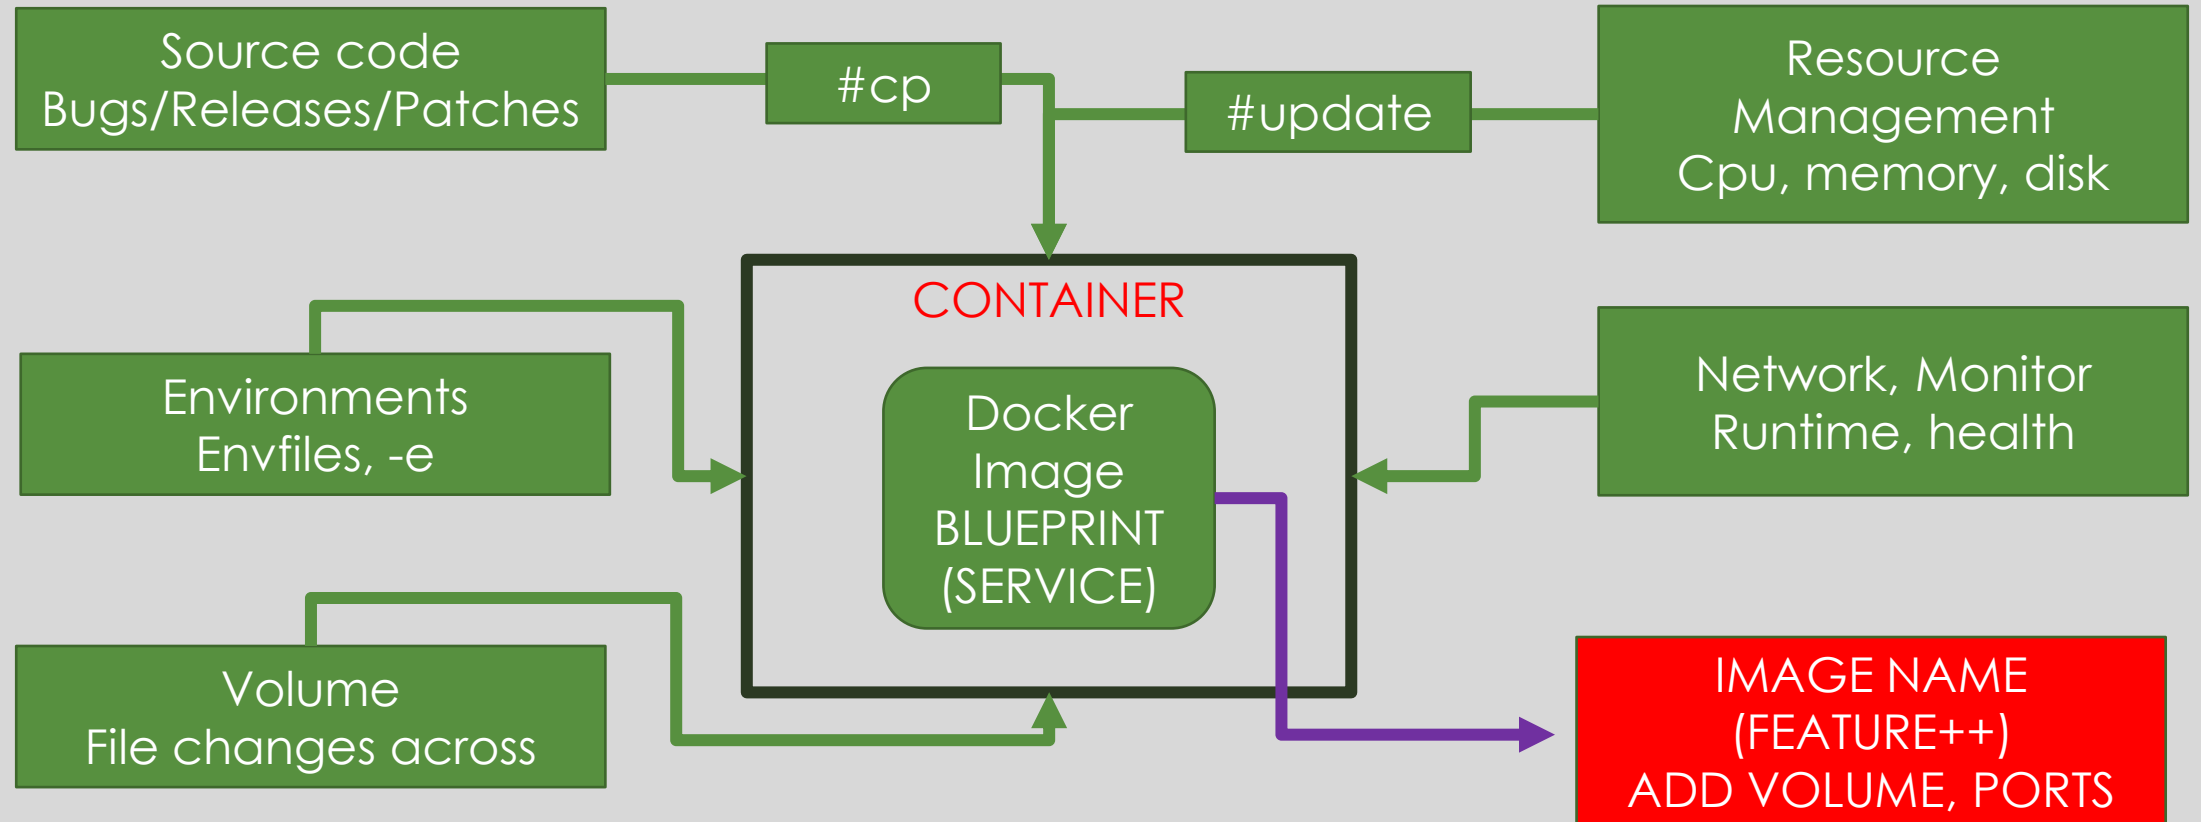 Source code
Bugs/Releases/Patches
#cp
#update
Resource
Management
Cpu, memory, disk
CONTAINER
Environments
Envfiles, -e
Docker
Image
BLUEPRINT
(SERVICE)
Network, Monitor
Runtime, health
Volume
File changes across
IMAGE NAME
(FEATURE++)
ADD VOLUME, PORTS